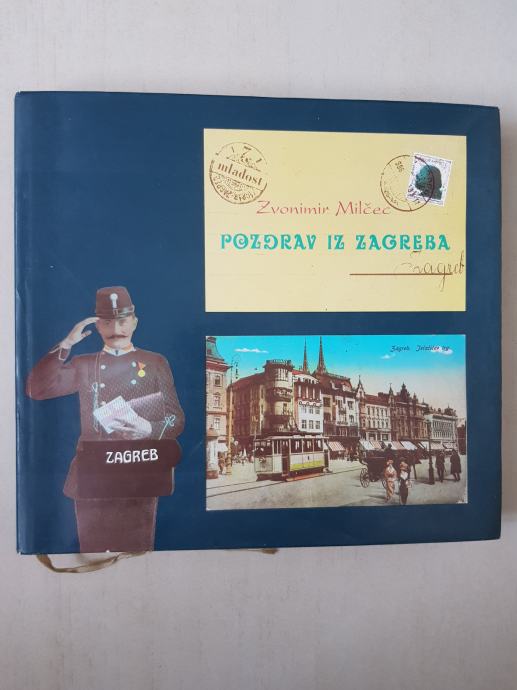 mladost
Zvonimir Milčec
POZDRAV IZ ZAGREBA
Zagreb
Zagreb. Jelačićev trg
ZAGREB